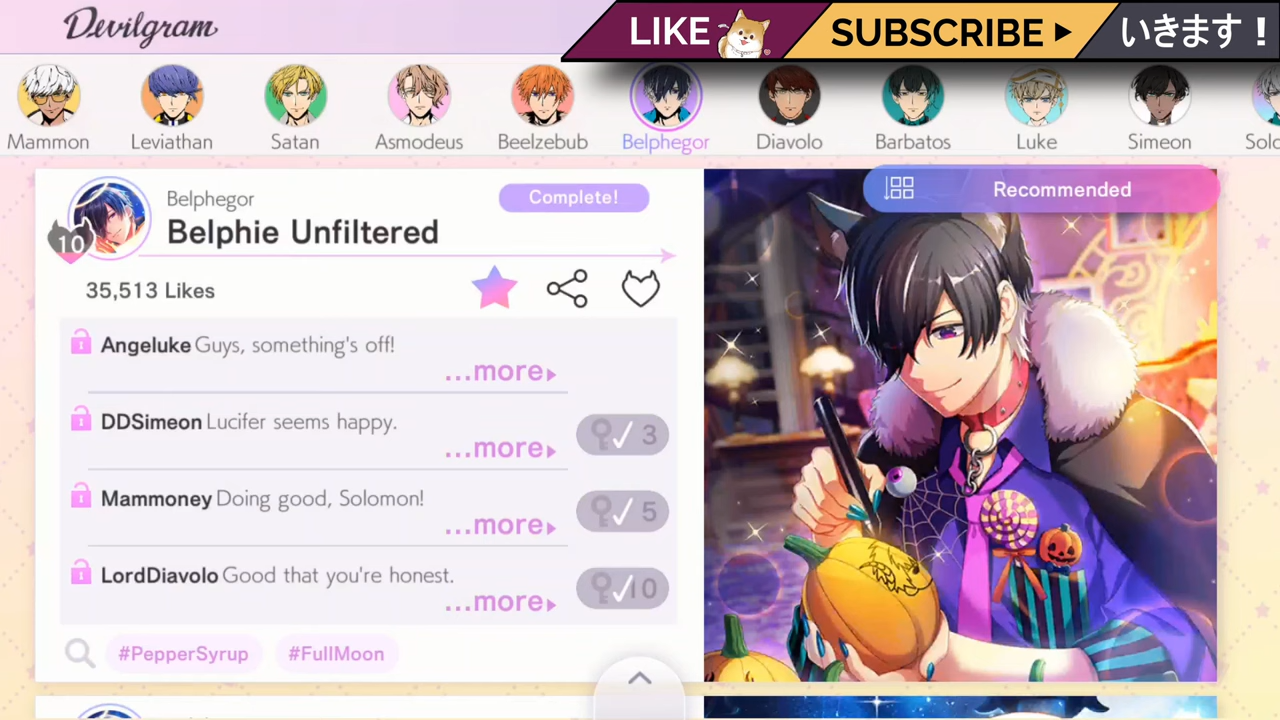 Devilgram
LIKE
SUBSCRIBE
いきます！
Mammon
Leviathan
Satan
Asmodeus
Beelzebub
Belphegor
Diavolo
Barbatos
Luke
Simeon
Solo
Belphegor
Complete!
Recommended
10
Belphie Unfiltered
35,513 Likes
Angeluke Guys, something's off!
...more
DDSimeon Lucifer seems happy.
...more
3
Mammoney Doing good, Solomon!
...more
5
LordDiavolo Good that you're honest.
...more
10
#PepperSyrup
#FullMoon